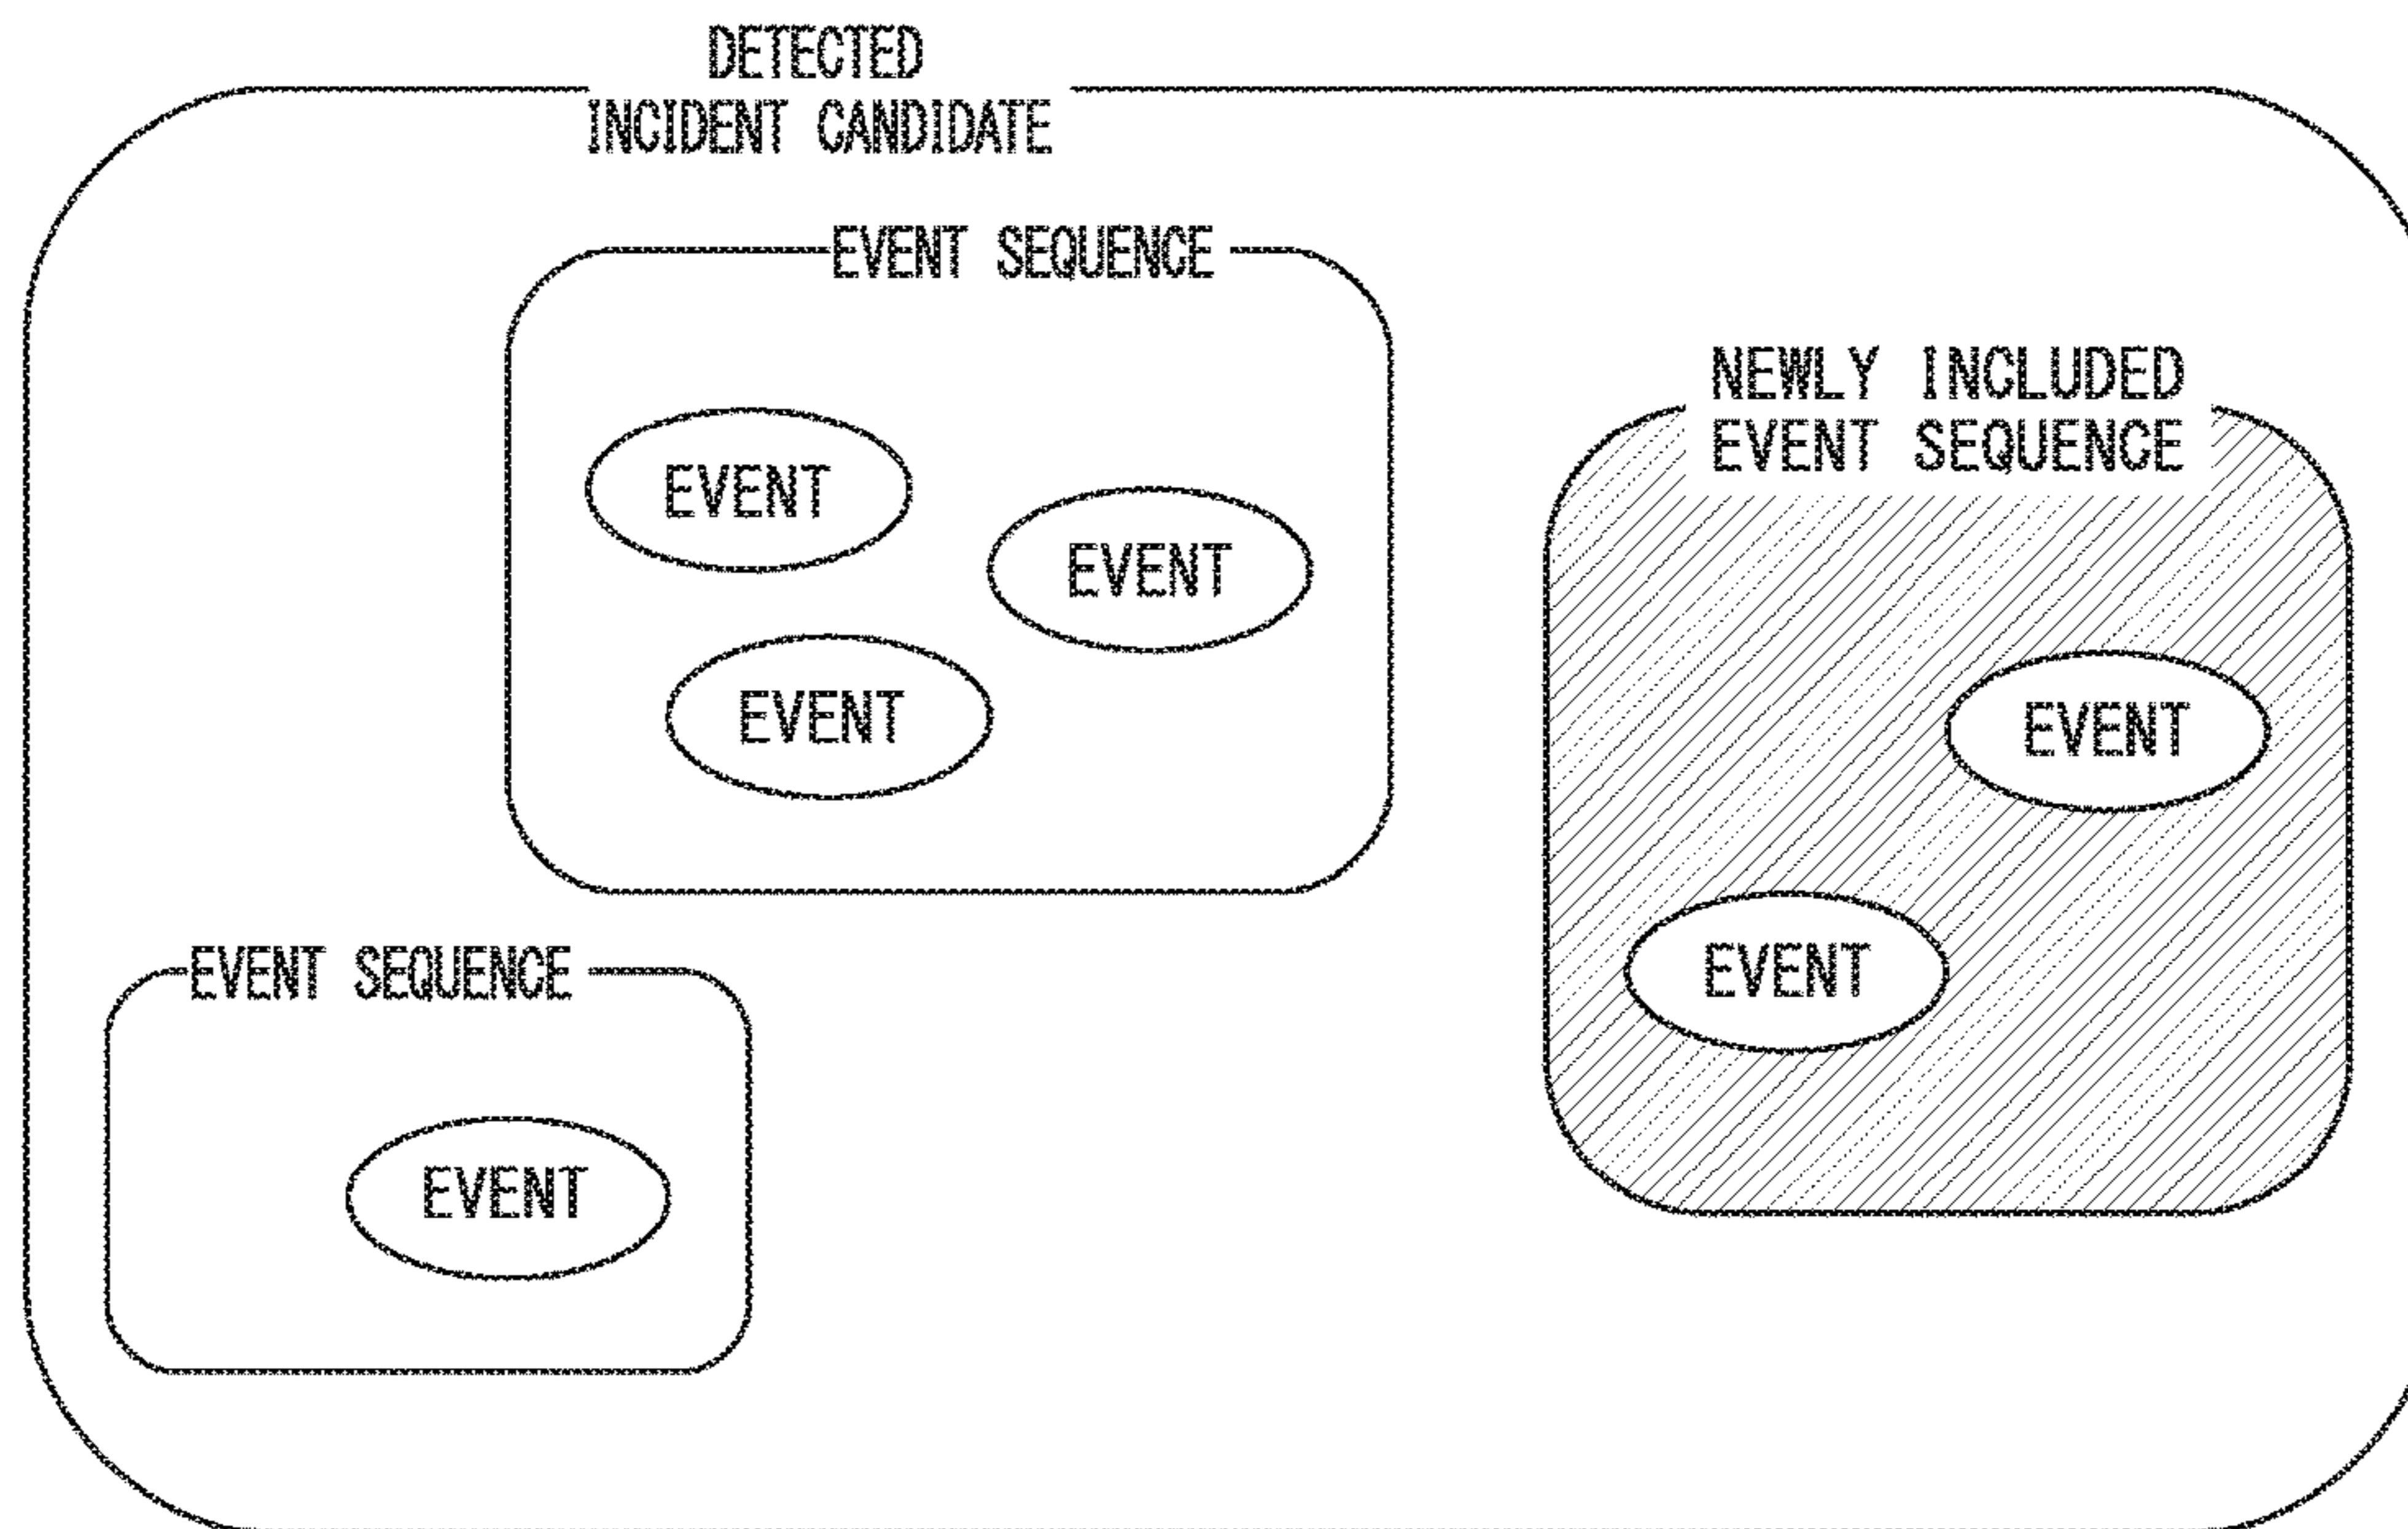 DETECTED
INCIDENT CANDIDATE
EVENT SEQUENCE
EVENT
EVENT
EVENT
NEWLY INCLUDED
EVENT SEQUENCE
EVENT
EVENT
EVENT SEQUENCE
EVENT